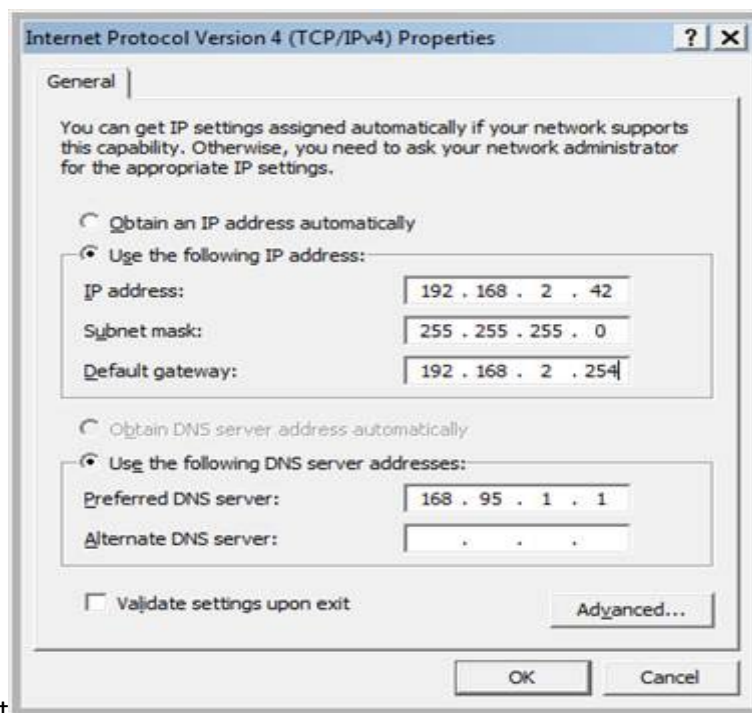 Internet Protocol Version 4 (TCP/IPv4) Properties
General
You can get IP settings assigned automatically if your network supports
this capability. Otherwise, you need to ask your network administrator
for the appropriate IP settings.
Obtain an IP address automatically
Use the following IP address:
IP address: 192 . 168 . 2 . 42
Subnet mask: 255 . 255 . 255 . 0
Default gateway: 192 . 168 . 2 . 254
Obtain DNS server address automatically
Use the following DNS server addresses:
Preferred DNS server: 168 . 95 . 1 . 1
Alternate DNS server: . . .
Validate settings upon exit
Advanced...
OK Cancel
t